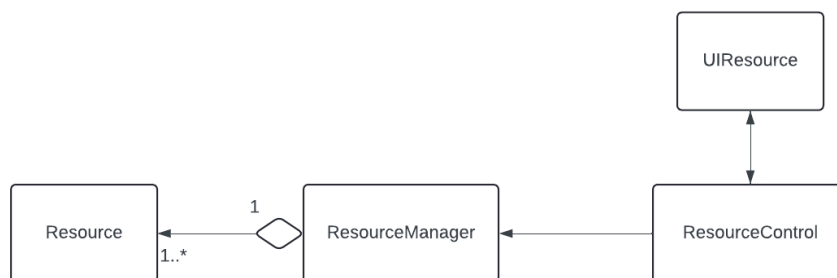 UIResource
1
Resource
ResourceManager
ResourceControl
1..*